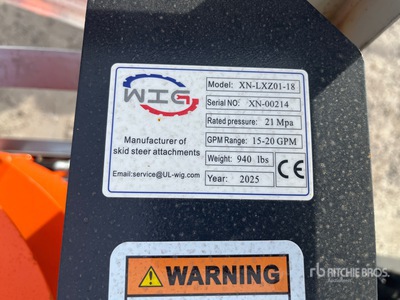 WIG
Manufacturer of
skid steer attachments
Email:service@UL-wig.com
Model: XN-LXZ01-18
Serial NO: XN-00214
Rated pressure: 21 Mpa
GPM Range: 15-20 GPM
Weight: 940 lbs
Year: 2025
CE
WARNING
rb RITCHIE BROS.